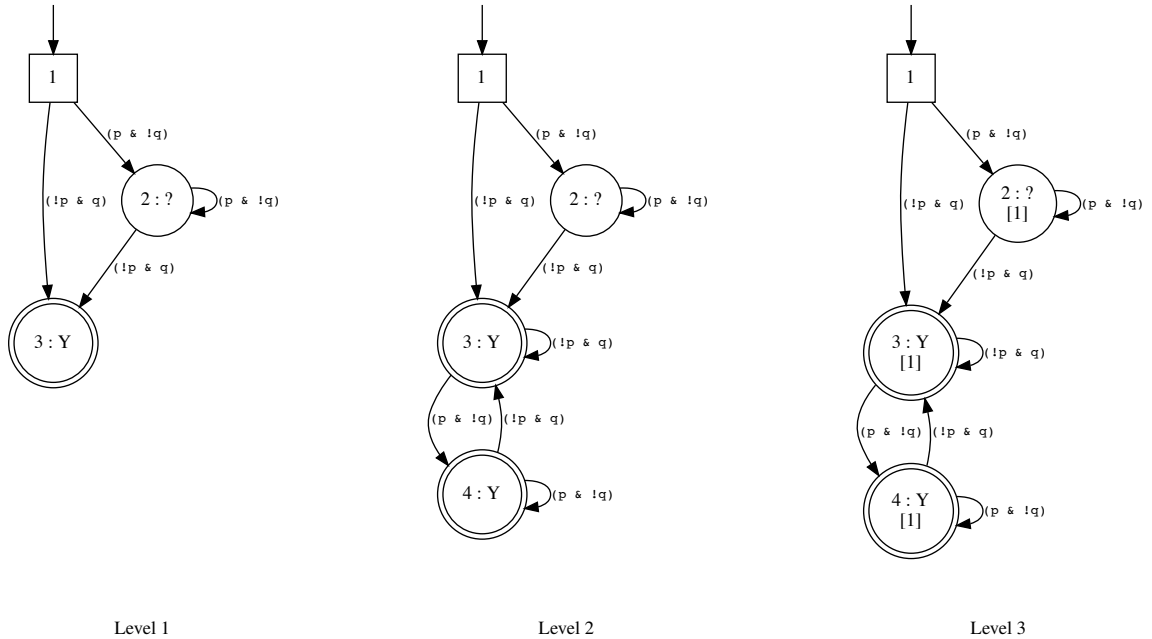 1
(p & !q)
(!p & q)
2 : ?
(p & !q)
(!p & q)
3 : Y
Level 1
1
(p & !q)
(!p & q)
2 : ?
(p & !q)
(!p & q)
3 : Y
(!p & q)
(p & !q)
(!p & q)
4 : Y
(p & !q)
Level 2
1
(p & !q)
(!p & q)
2 : ?
[1]
(p & !q)
(!p & q)
3 : Y
[1]
(!p & q)
(p & !q)
(!p & q)
4 : Y
[1]
(p & !q)
Level 3